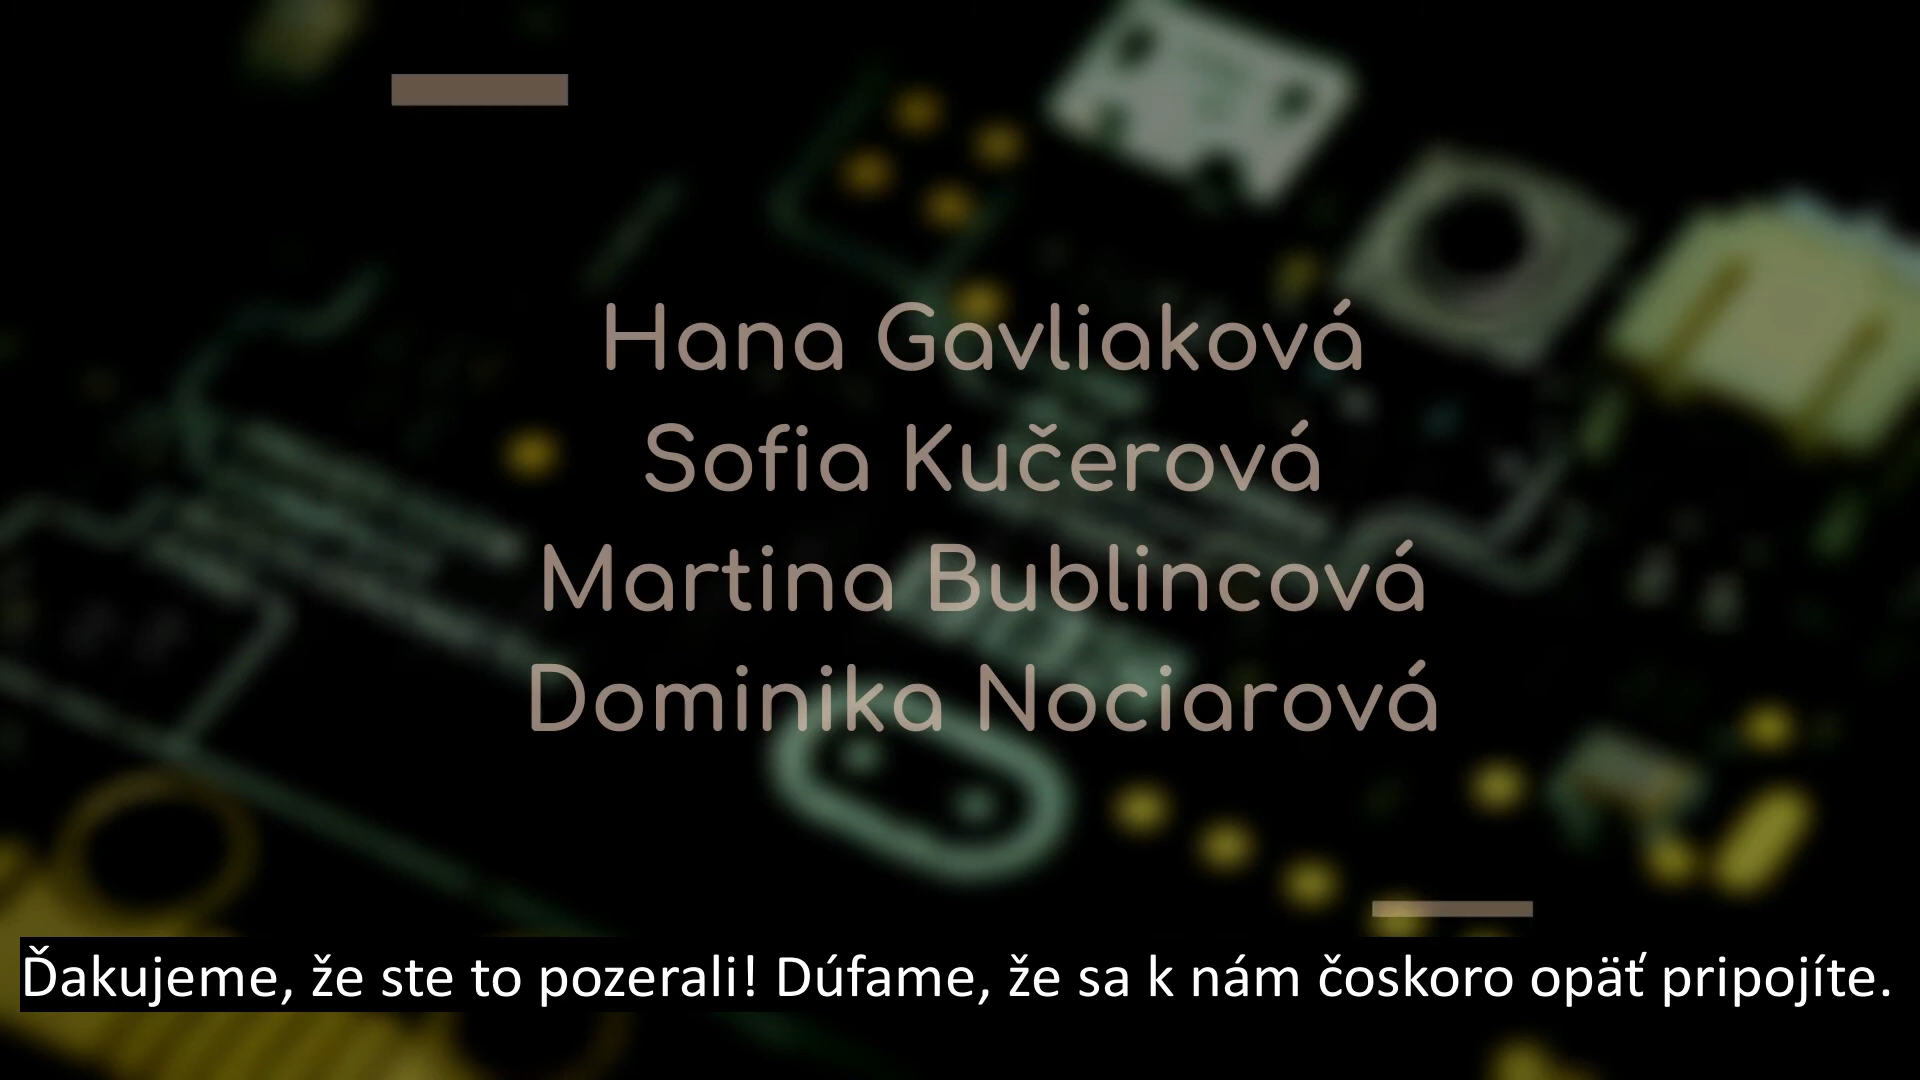 Hana Gavliaková
Sofia Kučerová
Martina Bublincová
Dominika Nociarová
Ďakujeme, že ste to pozerali! Dúfame, že sa k nám čoskoro opäť pripojíte.